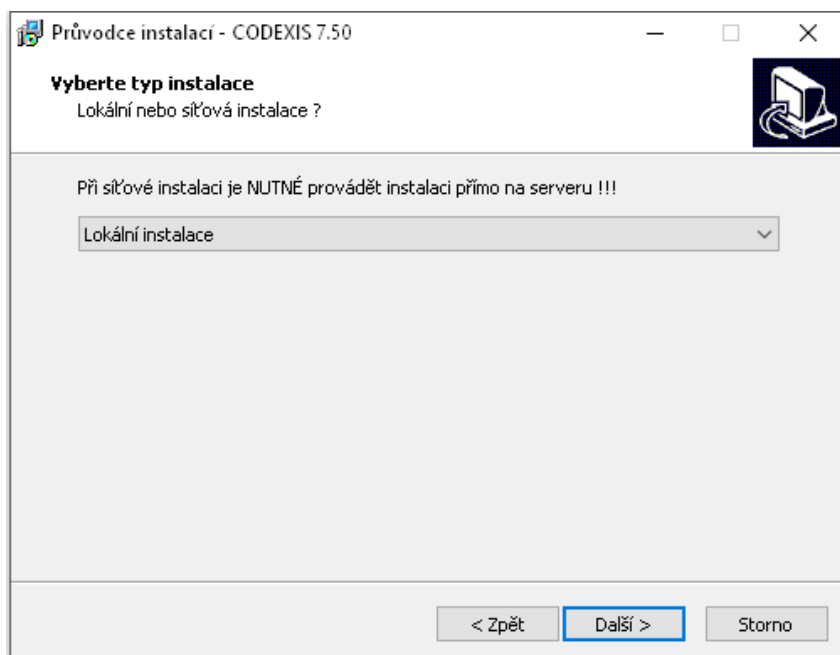 Průvodce instalací - CODEXIS 7.50
Vyberte typ instalace
Lokální nebo síťová instalace ?
Při síťové instalaci je NUTNÉ provádět instalaci přímo na serveru !!!
Lokální instalace
< Zpět
Další >
Storno